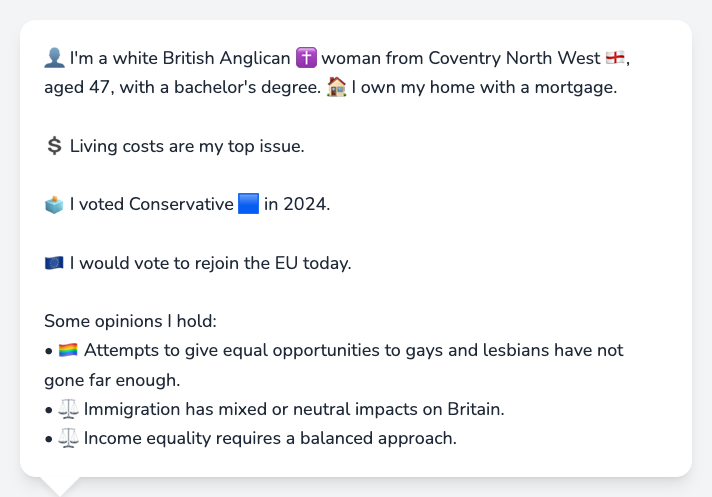 👤 I'm a white British Anglican ✝️ woman from Coventry North West 🏴󠁧󠁢󠁥󠁮󠁧󠁿,
aged 47, with a bachelor's degree. 🏠 I own my home with a mortgage.
💲 Living costs are my top issue.
🗳️ I voted Conservative 🟦 in 2024.
🇪🇺 I would vote to rejoin the EU today.
Some opinions I hold:
• 🏳️‍🌈 Attempts to give equal opportunities to gays and lesbians have not
gone far enough.
• ⚖️ Immigration has mixed or neutral impacts on Britain.
• ⚖️ Income equality requires a balanced approach.